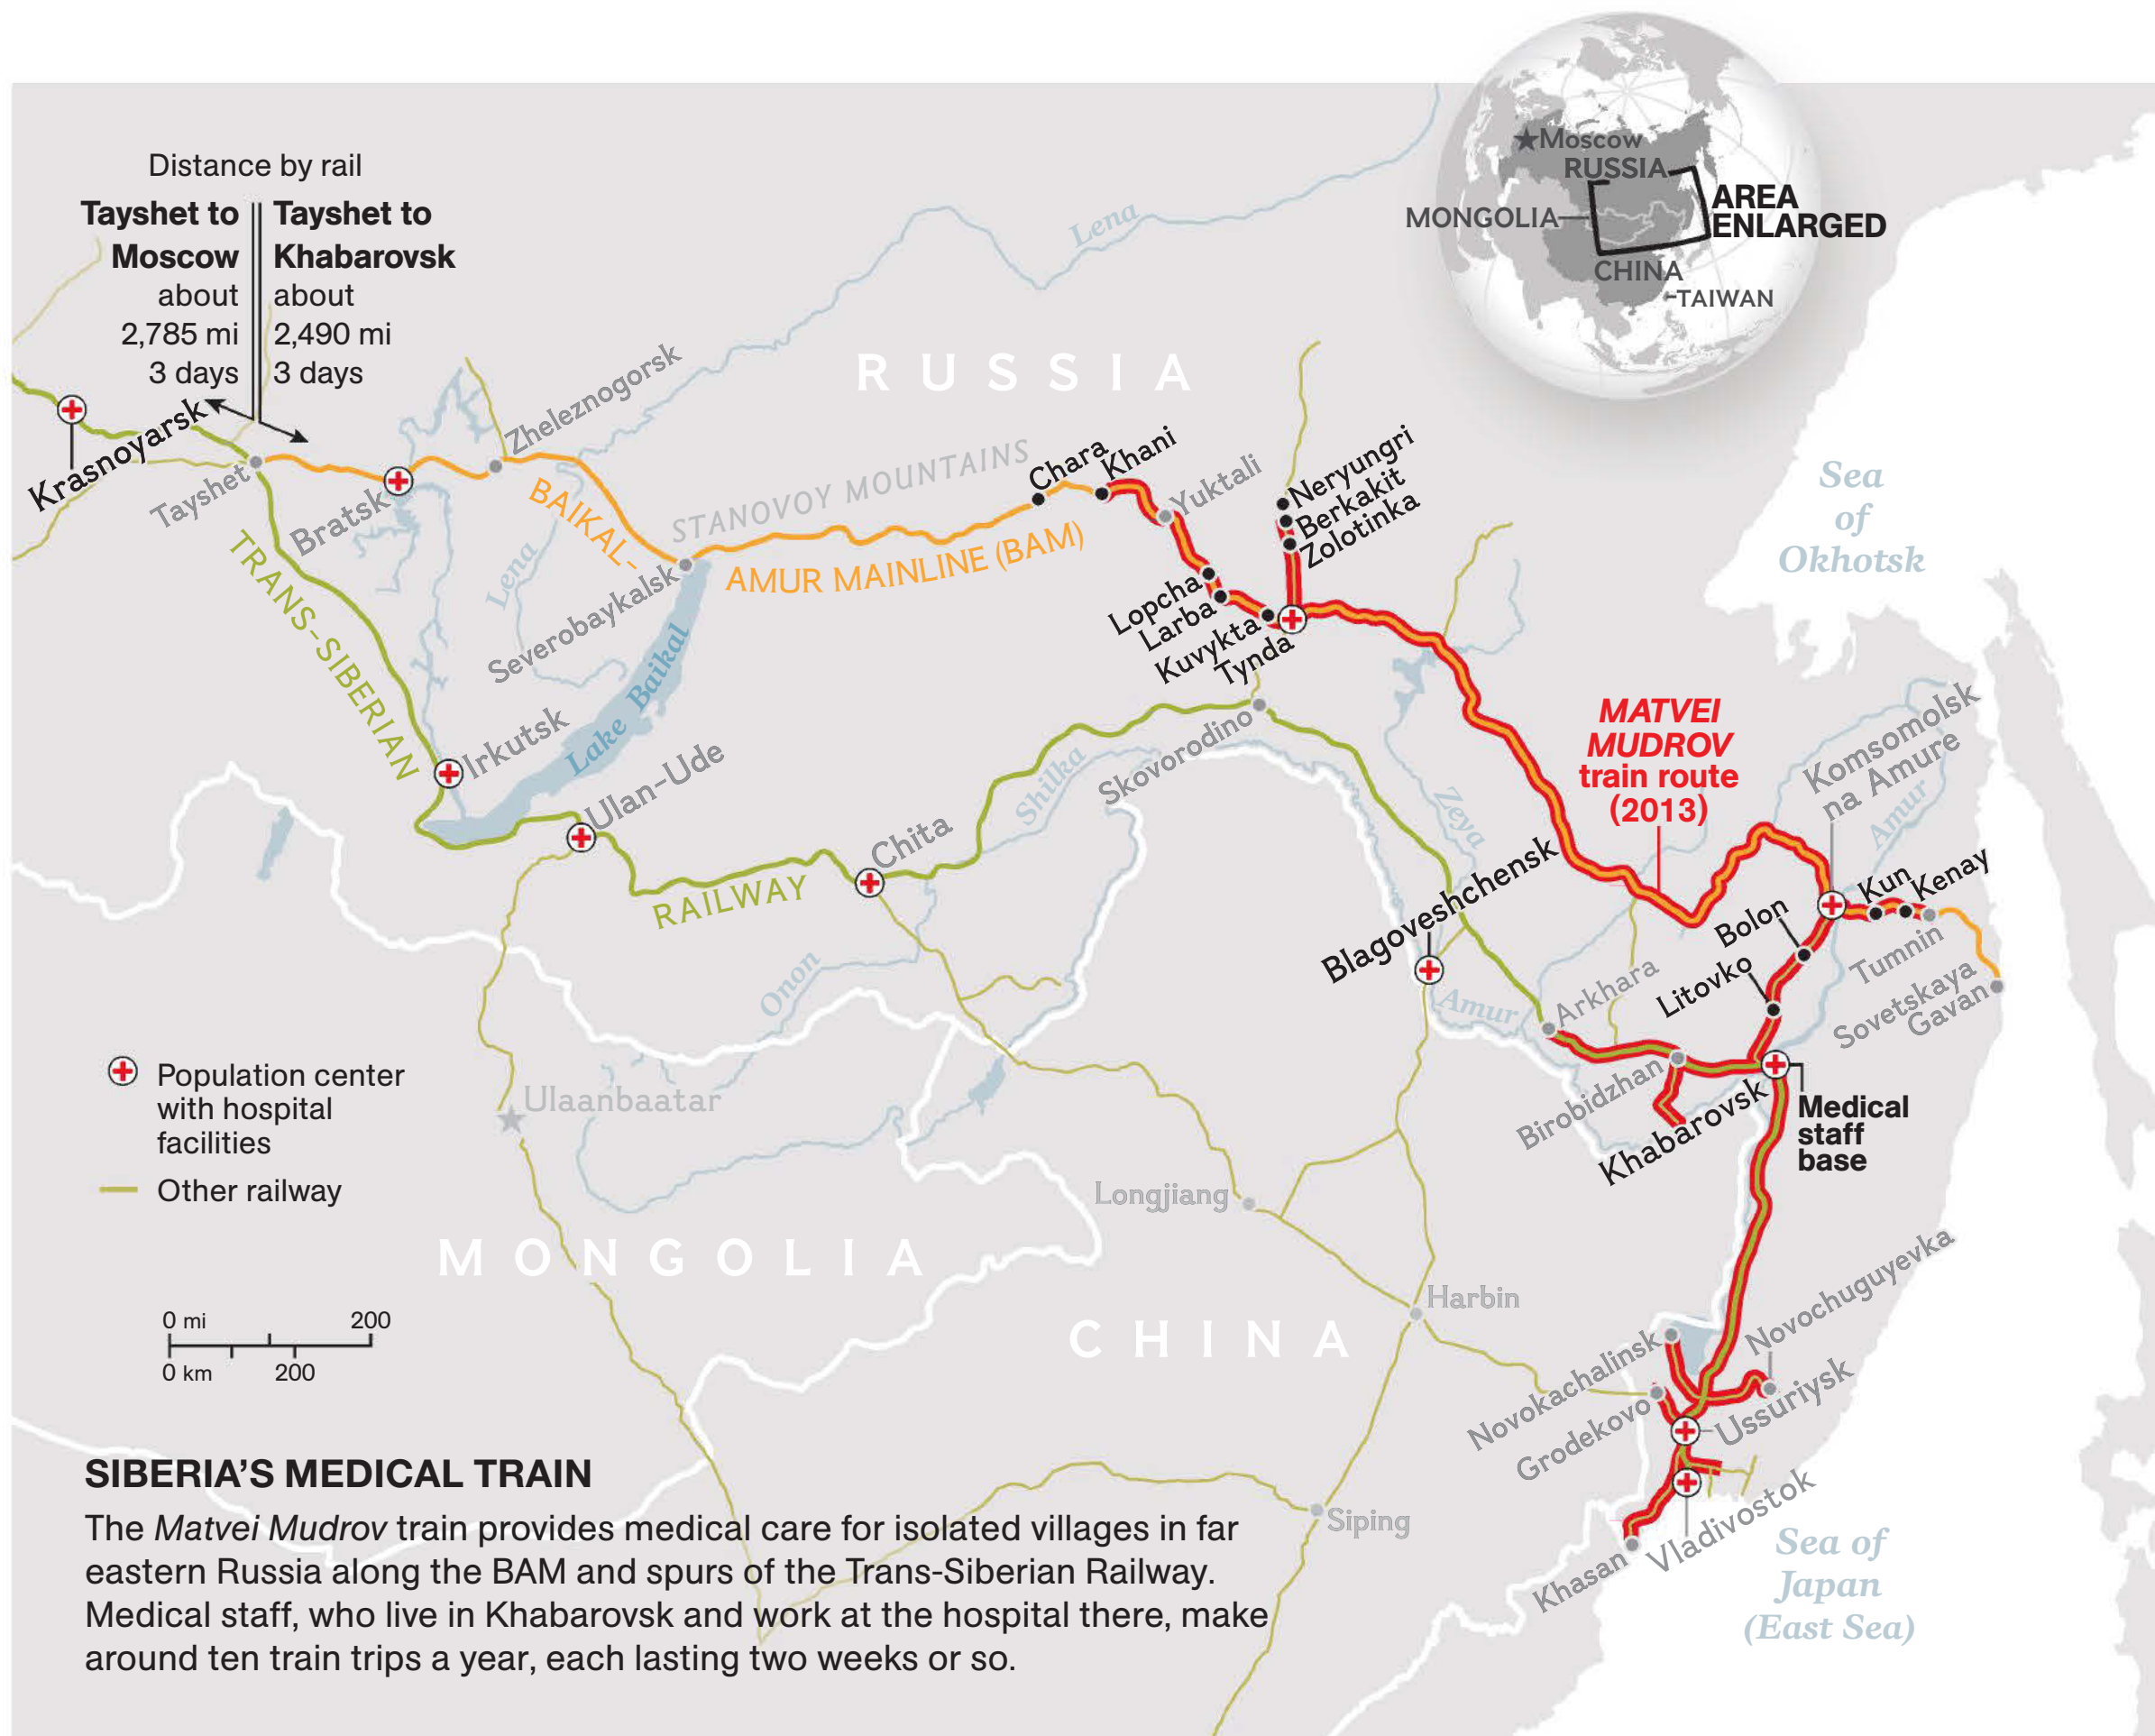 Distance by rail
Tayshet to
Moscow
about
2,785 mi
3 days
Tayshet to
Khabarovsk
about
2,490 mi
3 days
Moscow
RUSSIA
MONGOLIA
AREA
ENLARGED
CHINA
TAIWAN
Lena
RUSSIA
Krasnoyarsk
Tayshet
Bratsk
Zheleznogorsk
BAIKAL-
AMUR MAINLINE (BAM)
STANOVOY MOUNTAINS
Chara
Khani
Yuktali
Neryungri
Berkakit
Zolotinka
Lopcha
Larba
Kuvykta
Tynda
Sea
of
Okhotsk
TRANS-SIBERIAN
RAILWAY
Lena
Severobaykalsk
Lake Baikal
Irkutsk
Ulan-Ude
Chita
Shilka
Skovorodino
Zeya
MATVEI
MUDROV
train route
(2013)
Komsomolsk
na Amure
Amur
Blagoveshchensk
Bolon
Kun
Kenay
Litovko
Tumnin
Sovetskaya
Gavan
Onon
Amur
Arkhara
Birobidzhan
Khabarovsk
Medical
staff
base
Population center
with hospital
facilities
Other railway
Ulaanbaatar
Longjiang
MONGOLIA
Harbin
CHINA
0 mi 200
0 km 200
Novokachalinsk
Novochuguyevka
Grodekovo
Ussuriysk
Siping
Khasan
Vladivostok
Sea of
Japan
(East Sea)
SIBERIA'S MEDICAL TRAIN
The Matvei Mudrov train provides medical care for isolated villages in far
eastern Russia along the BAM and spurs of the Trans-Siberian Railway.
Medical staff, who live in Khabarovsk and work at the hospital there, make
around ten train trips a year, each lasting two weeks or so.